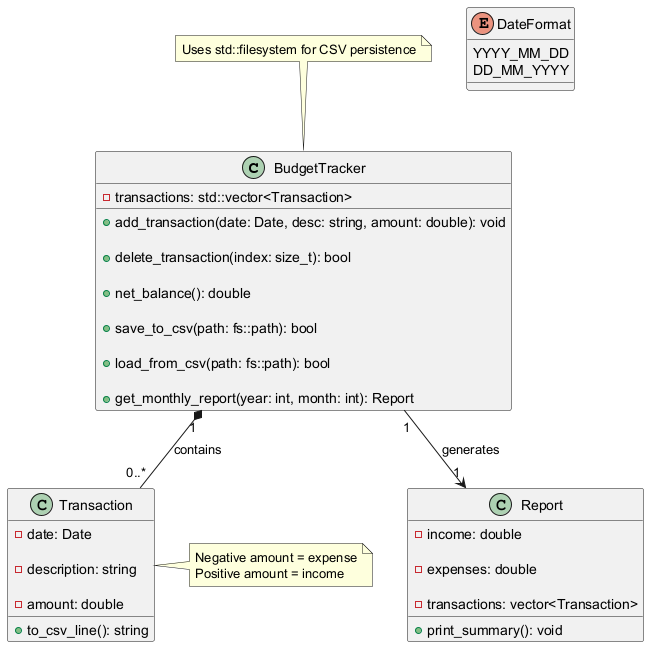 Uses std::filesystem for CSV persistence
E DateFormat
YYYY_MM_DD
DD_MM_YYYY
C BudgetTracker
transactions: std::vector<Transaction>
add_transaction(date: Date, desc: string, amount: double): void
delete_transaction(index: size_t): bool
net_balance(): double
save_to_csv(path: fs::path): bool
load_from_csv(path: fs::path): bool
get_monthly_report(year: int, month: int): Report
1
1
contains
generates
0..*
1
C Transaction
date: Date
description: string
amount: double
to_csv_line(): string
Negative amount = expense
Positive amount = income
C Report
income: double
expenses: double
transactions: vector<Transaction>
print_summary(): void